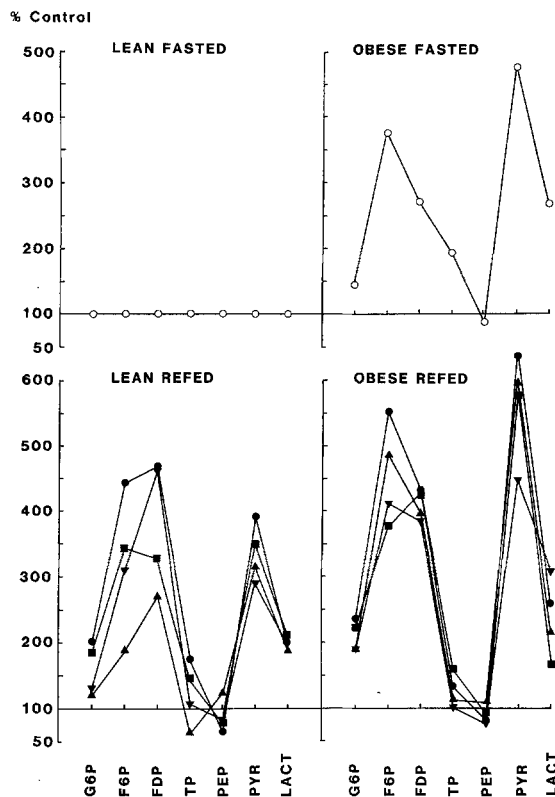 % Control
LEAN FASTED
OBESE FASTED
500
400
300
200
100
50
LEAN REFED
OBESE REFED
600
500
400
300
200
100
50
G6P
F6P
FDP
TP
PEP
PYR
LACT
G6P
F6P
FDP
TP
PEP
PYR
LACT